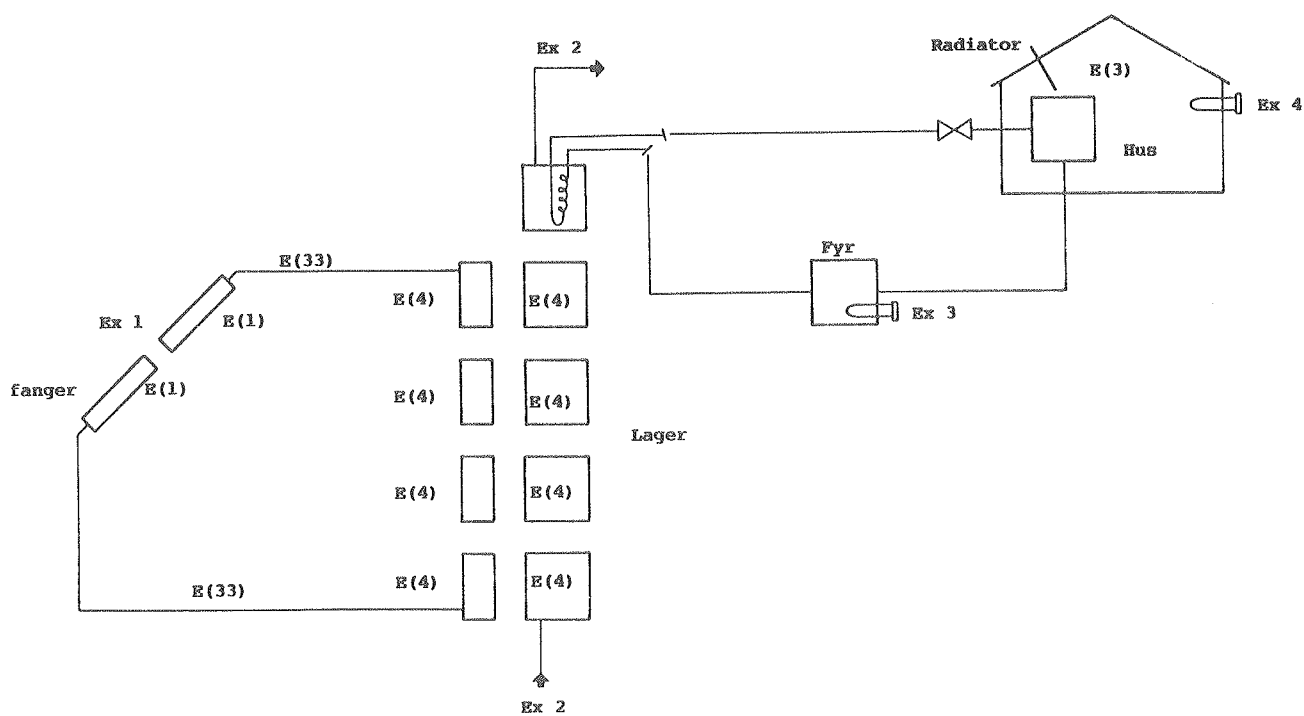 Ex 2
Radiator
E(3)
Ex 4
Hus
Fyr
E(33)
E(4)
E(4)
Ex 1
E(1)
Ex 3
fanger
E(1)
E(4)
E(4)
Lager
E(4)
E(4)
E(33)
E(4)
E(4)
Ex 2